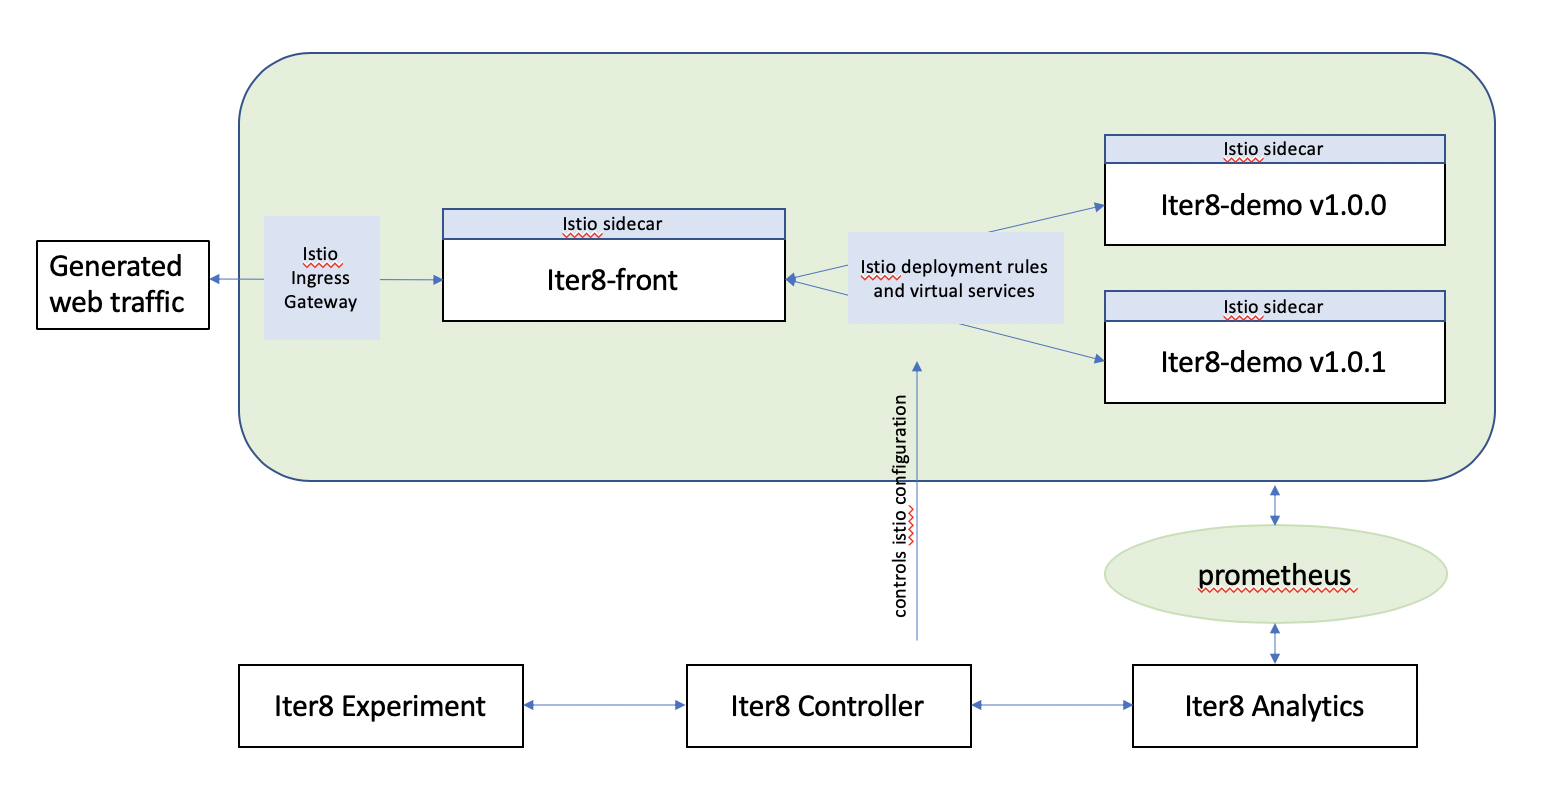 Generated
web traffic
Istio
Ingress
Gateway
Istio sidecar
Iter8-front
Istio deployment rules
and virtual services
Istio sidecar
Iter8-demo v1.0.0
Istio sidecar
Iter8-demo v1.0.1
controls istio configuration
prometheus
Iter8 Experiment
Iter8 Controller
Iter8 Analytics